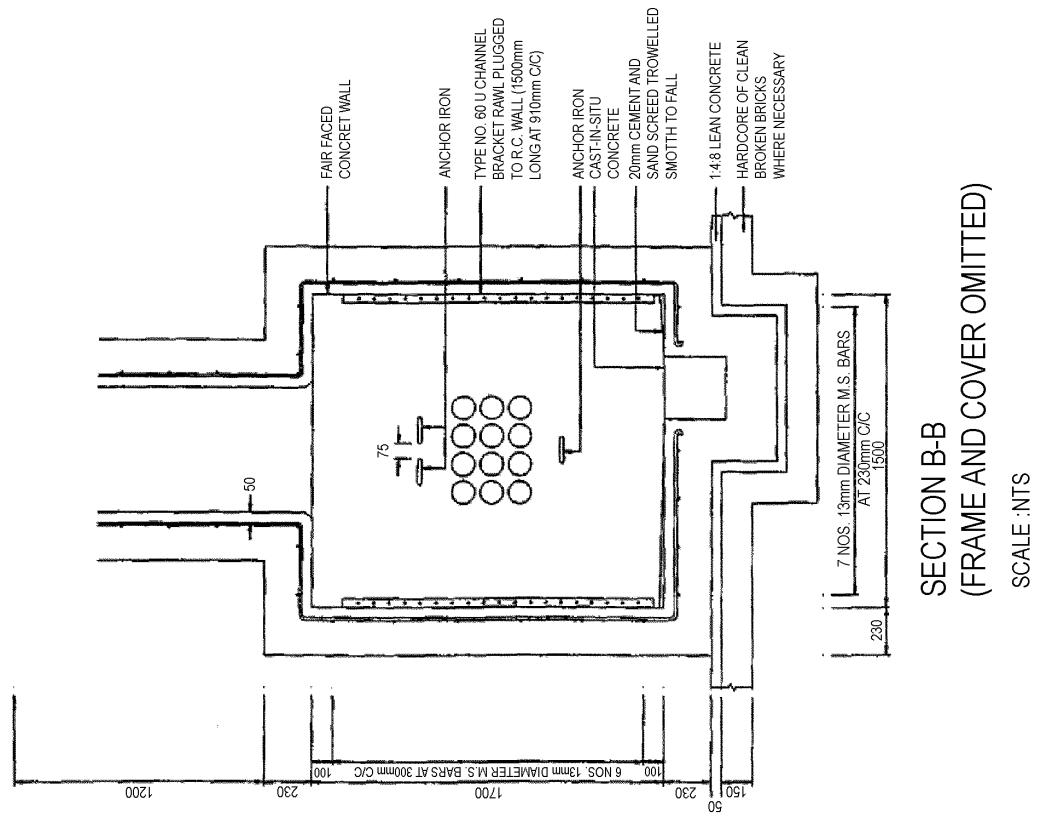 FAIR FACED
CONCRET WALL
ANCHOR IRON
TYPE NO. 60 U CHANNEL
BRACKET RAWL PLUGGED
TO R.C. WALL (1500mm
LONG AT 910mm C/C)
ANCHOR IRON
CAST-IN-SITU
CONCRETE
20mm CEMENT AND
SAND SCREED TROWELLED
SMOTTH TO FALL
1:4:8 LEAN CONCRETE
HARDCORE OF CLEAN
BROKEN BRICKS
WHERE NECESSARY
75
50
7 NOS. 13mm DIAMETER M.S. BARS
AT 230mm C/C
1500
230
1200
230
100
6 NOS. 13mm DIAMETER M.S. BARS AT 300mm C/C
100
1700
230
50
150
SECTION B-B
(FRAME AND COVER OMITTED)
SCALE :NTS